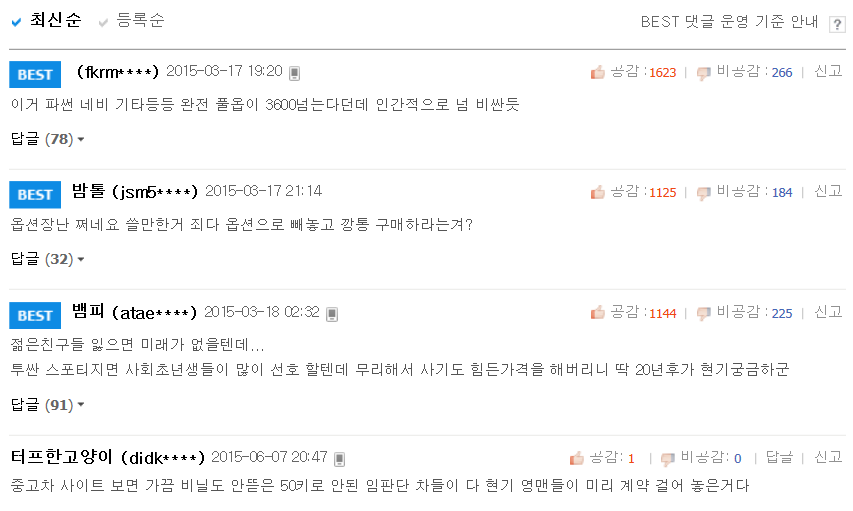 최신순 등록순 BEST 댓글 운영 기준 안내 ?
BEST (fkrm****) 2015-03-17 19:20 공감:1623 | 비공감:266 | 신고
이거 파썬 네비 기타등등 완전 풀옵이 3600넘는다던데 인간적으로 넘 비싼듯
답글 (78)
BEST 밤톨 (jsm5****) 2015-03-17 21:14 공감:1125 | 비공감:184 | 신고
옵션장난 쩌네요 쓸만한거 죄다 옵션으로 빼놓고 깡통 구매하라는겨?
답글 (32)
BEST 뱀피 (atae****) 2015-03-18 02:32 공감:1144 | 비공감:225 | 신고
젊은친구들 잃으면 미래가 없을텐데...
투싼 스포티지면 사회초년생들이 많이 선호 할텐데 무리해서 사기도 힘든가격을 해버리니 딱 20년후가 현기궁금하군
답글 (91)
터프한고양이 (didk****) 2015-06-07 20:47 공감: 1 | 비공감: 0 | 답글 | 신고
중고차 사이트 보면 가끔 비닐도 안뜯은 50키로 안된 임판단 차들이 다 현기 영맨들이 미리 계약 걸어 놓은거다